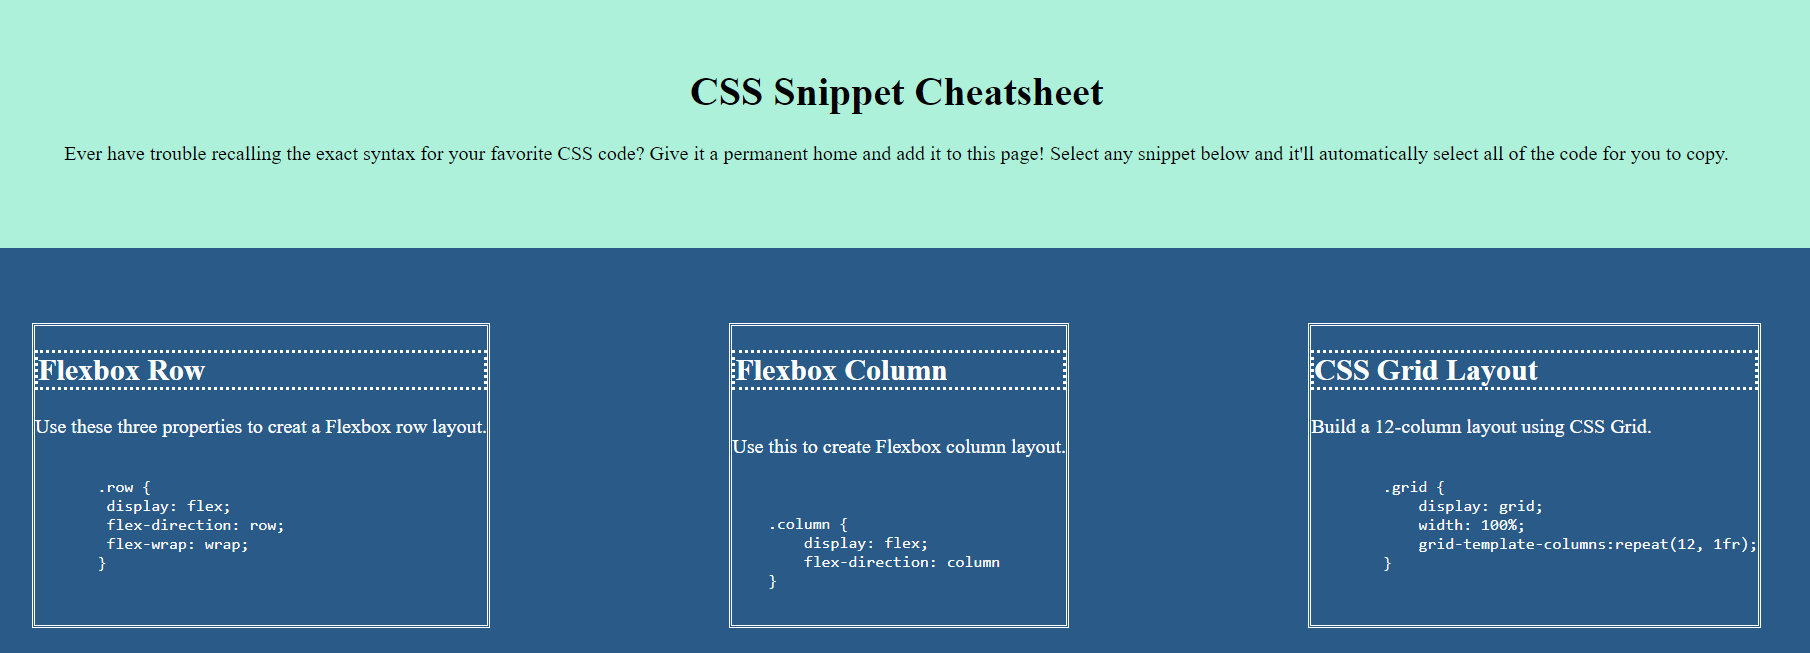 CSS Snippet Cheatsheet
Ever have trouble recalling the exact syntax for your favorite CSS code? Give it a permanent home and add it to this page! Select any snippet below and it'll automatically select all of the code for you to copy.
Flexbox Row
Use these three properties to creat a Flexbox row layout.
.row {
display: flex;
flex-direction: row;
flex-wrap: wrap;
}
Flexbox Column
Use this to create Flexbox column layout.
.column {
display: flex;
flex-direction: column
}
CSS Grid Layout
Build a 12-column layout using CSS Grid.
.grid {
display: grid;
width: 100%;
grid-template-columns:repeat(12, 1fr);
}